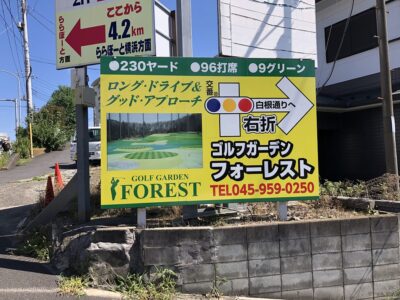 ららぽーと
方面
ここから
4.2km
ららぽーと横浜方面
●230ヤード ●96打席 ●9グリーン
ロング・ドライブ&
グッド・アプローチ
交番
白根通りへ
右折
GOLF GARDEN
FOREST
ゴルフガーデン
フォーレスト
TEL045-959-0250